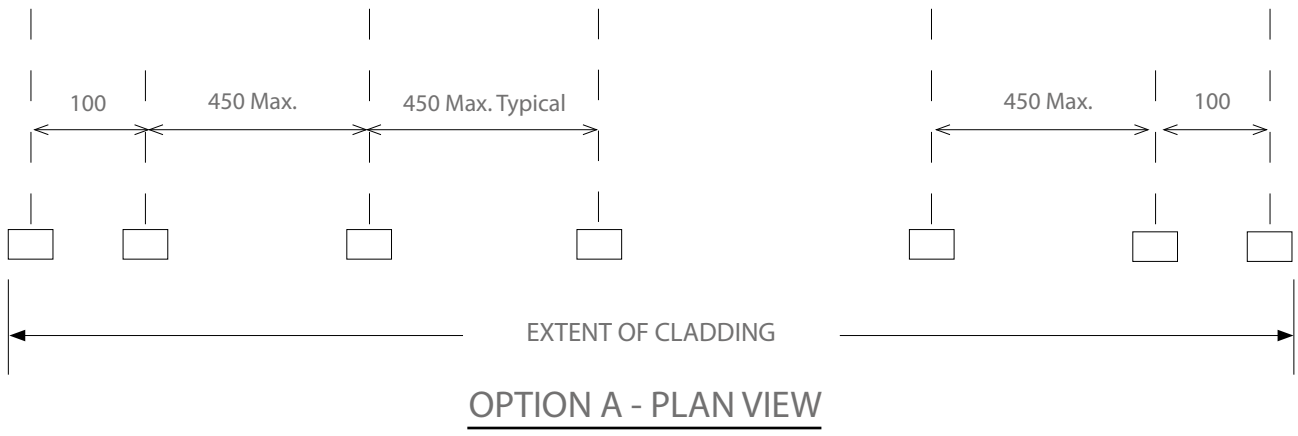 100
450 Max.
450 Max. Typical
450 Max.
100
EXTENT OF CLADDING
OPTION A - PLAN VIEW